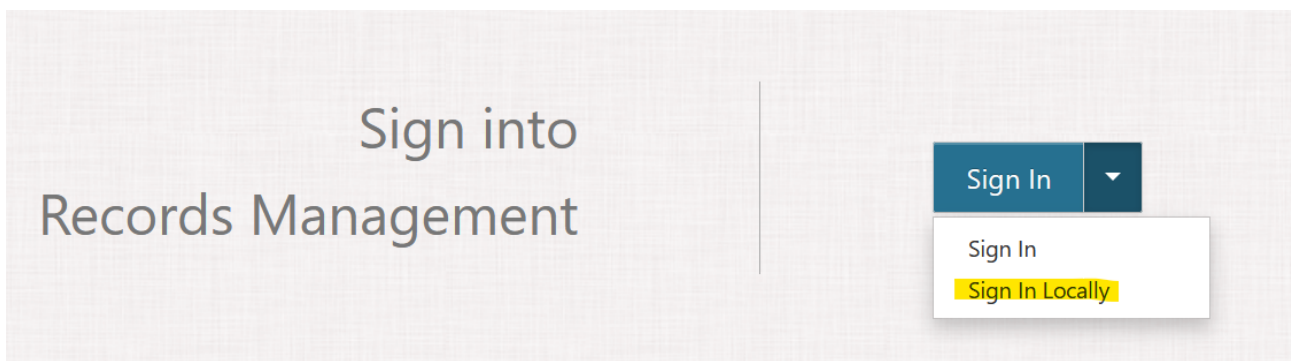 Sign into
Records Management
Sign In
Sign In
Sign In Locally